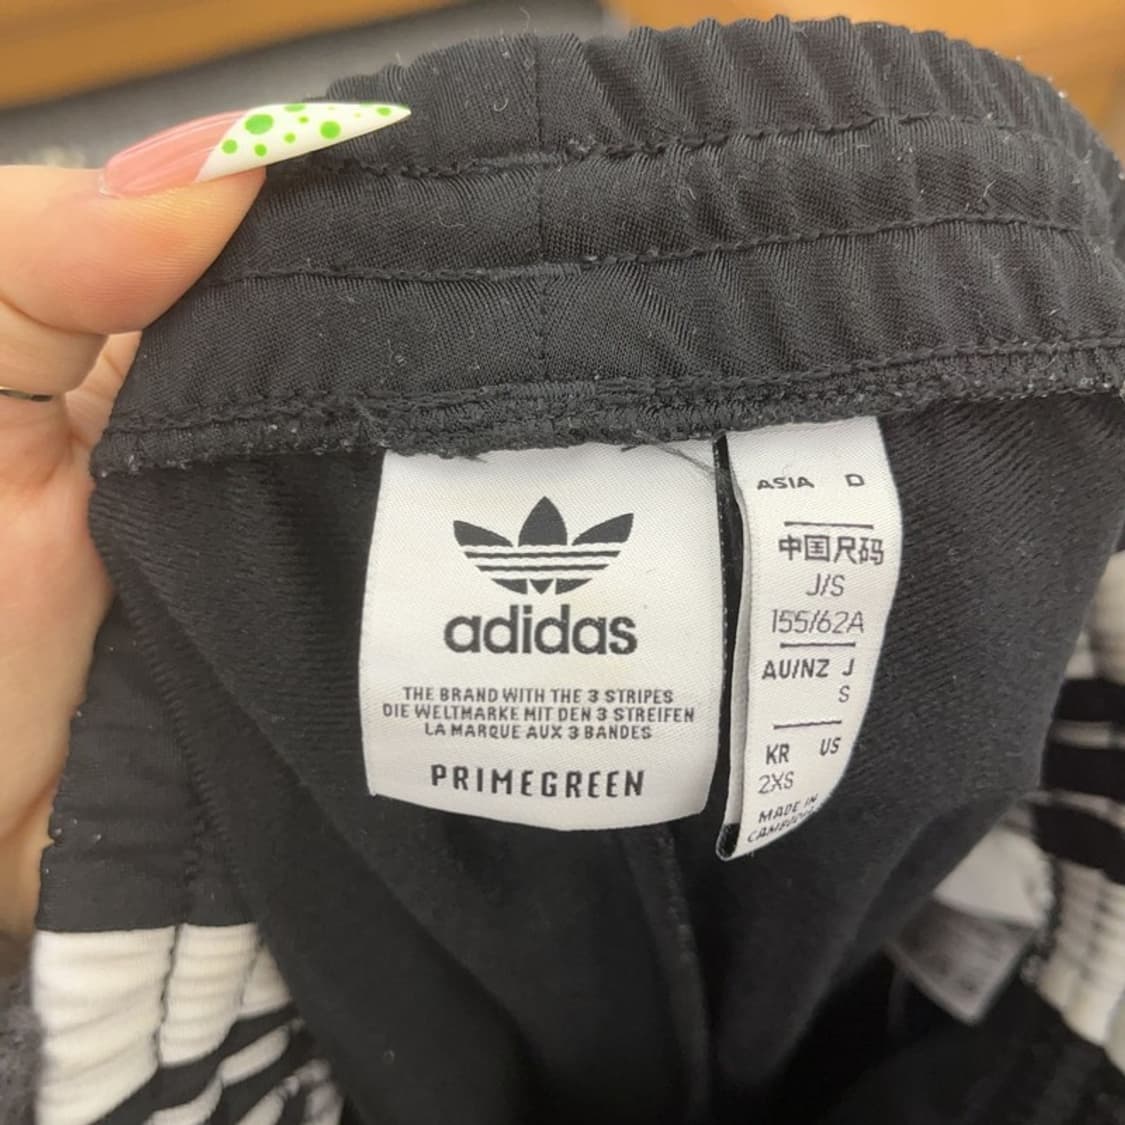 adidas
THE BRAND WITH THE 3 STRIPES
DIE WELTMARKE MIT DEN 3 STREIFEN
LA MARQUE AUX 3 BANDES
PRIMEGREEN
ASIA D
中国尺码
J/S
155/62A
AU/NZ J
S
KR US
2XS
MADE IN